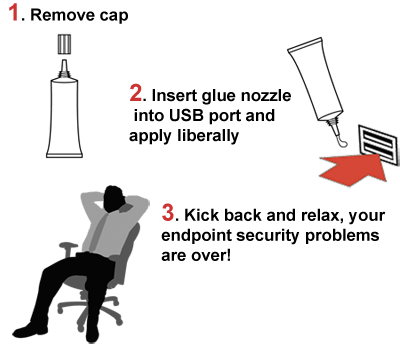 1. Remove cap
2. Insert glue nozzle
into USB port and
apply liberally
3. Kick back and relax, your
endpoint security problems
are over!